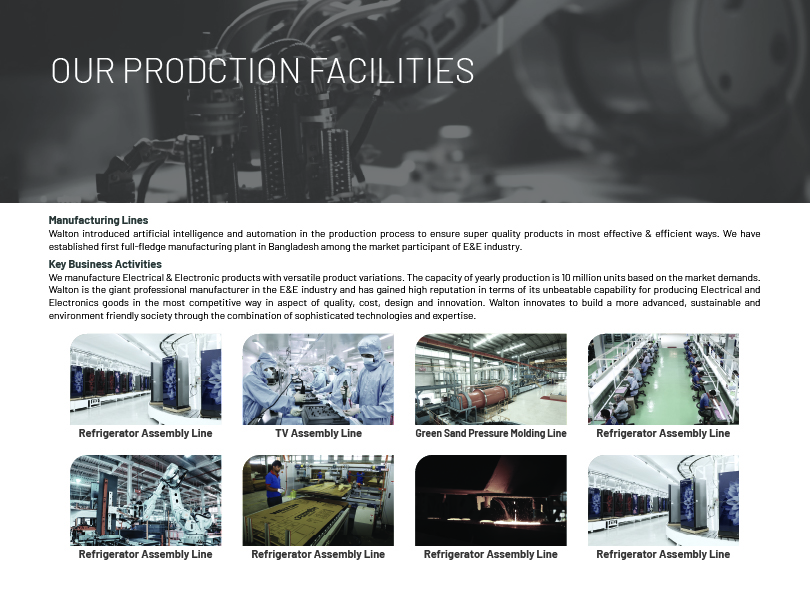 OUR PRODCTION FACILITIES
Manufacturing Lines
Walton introduced artificial intelligence and automation in the production process to ensure super quality products in most effective & efficient ways. We have
established first full-fledge manufacturing plant in Bangladesh among the market participant of E&E industry.
Key Business Activities
We manufacture Electrical & Electronic products with versatile product variations. The capacity of yearly production is 10 million units based on the market demands.
Walton is the giant professional manufacturer in the E&E industry and has gained high reputation in terms of its unbeatable capability for producing Electrical and
Electronics goods in the most competitive way in aspect of quality, cost, design and innovation. Walton innovates to build a more advanced, sustainable and
environment friendly society through the combination of sophisticated technologies and expertise.
Refrigerator Assembly Line
TV Assembly Line
Green Sand Pressure Molding Line
Refrigerator Assembly Line
Refrigerator Assembly Line
Refrigerator Assembly Line
Refrigerator Assembly Line
Refrigerator Assembly Line